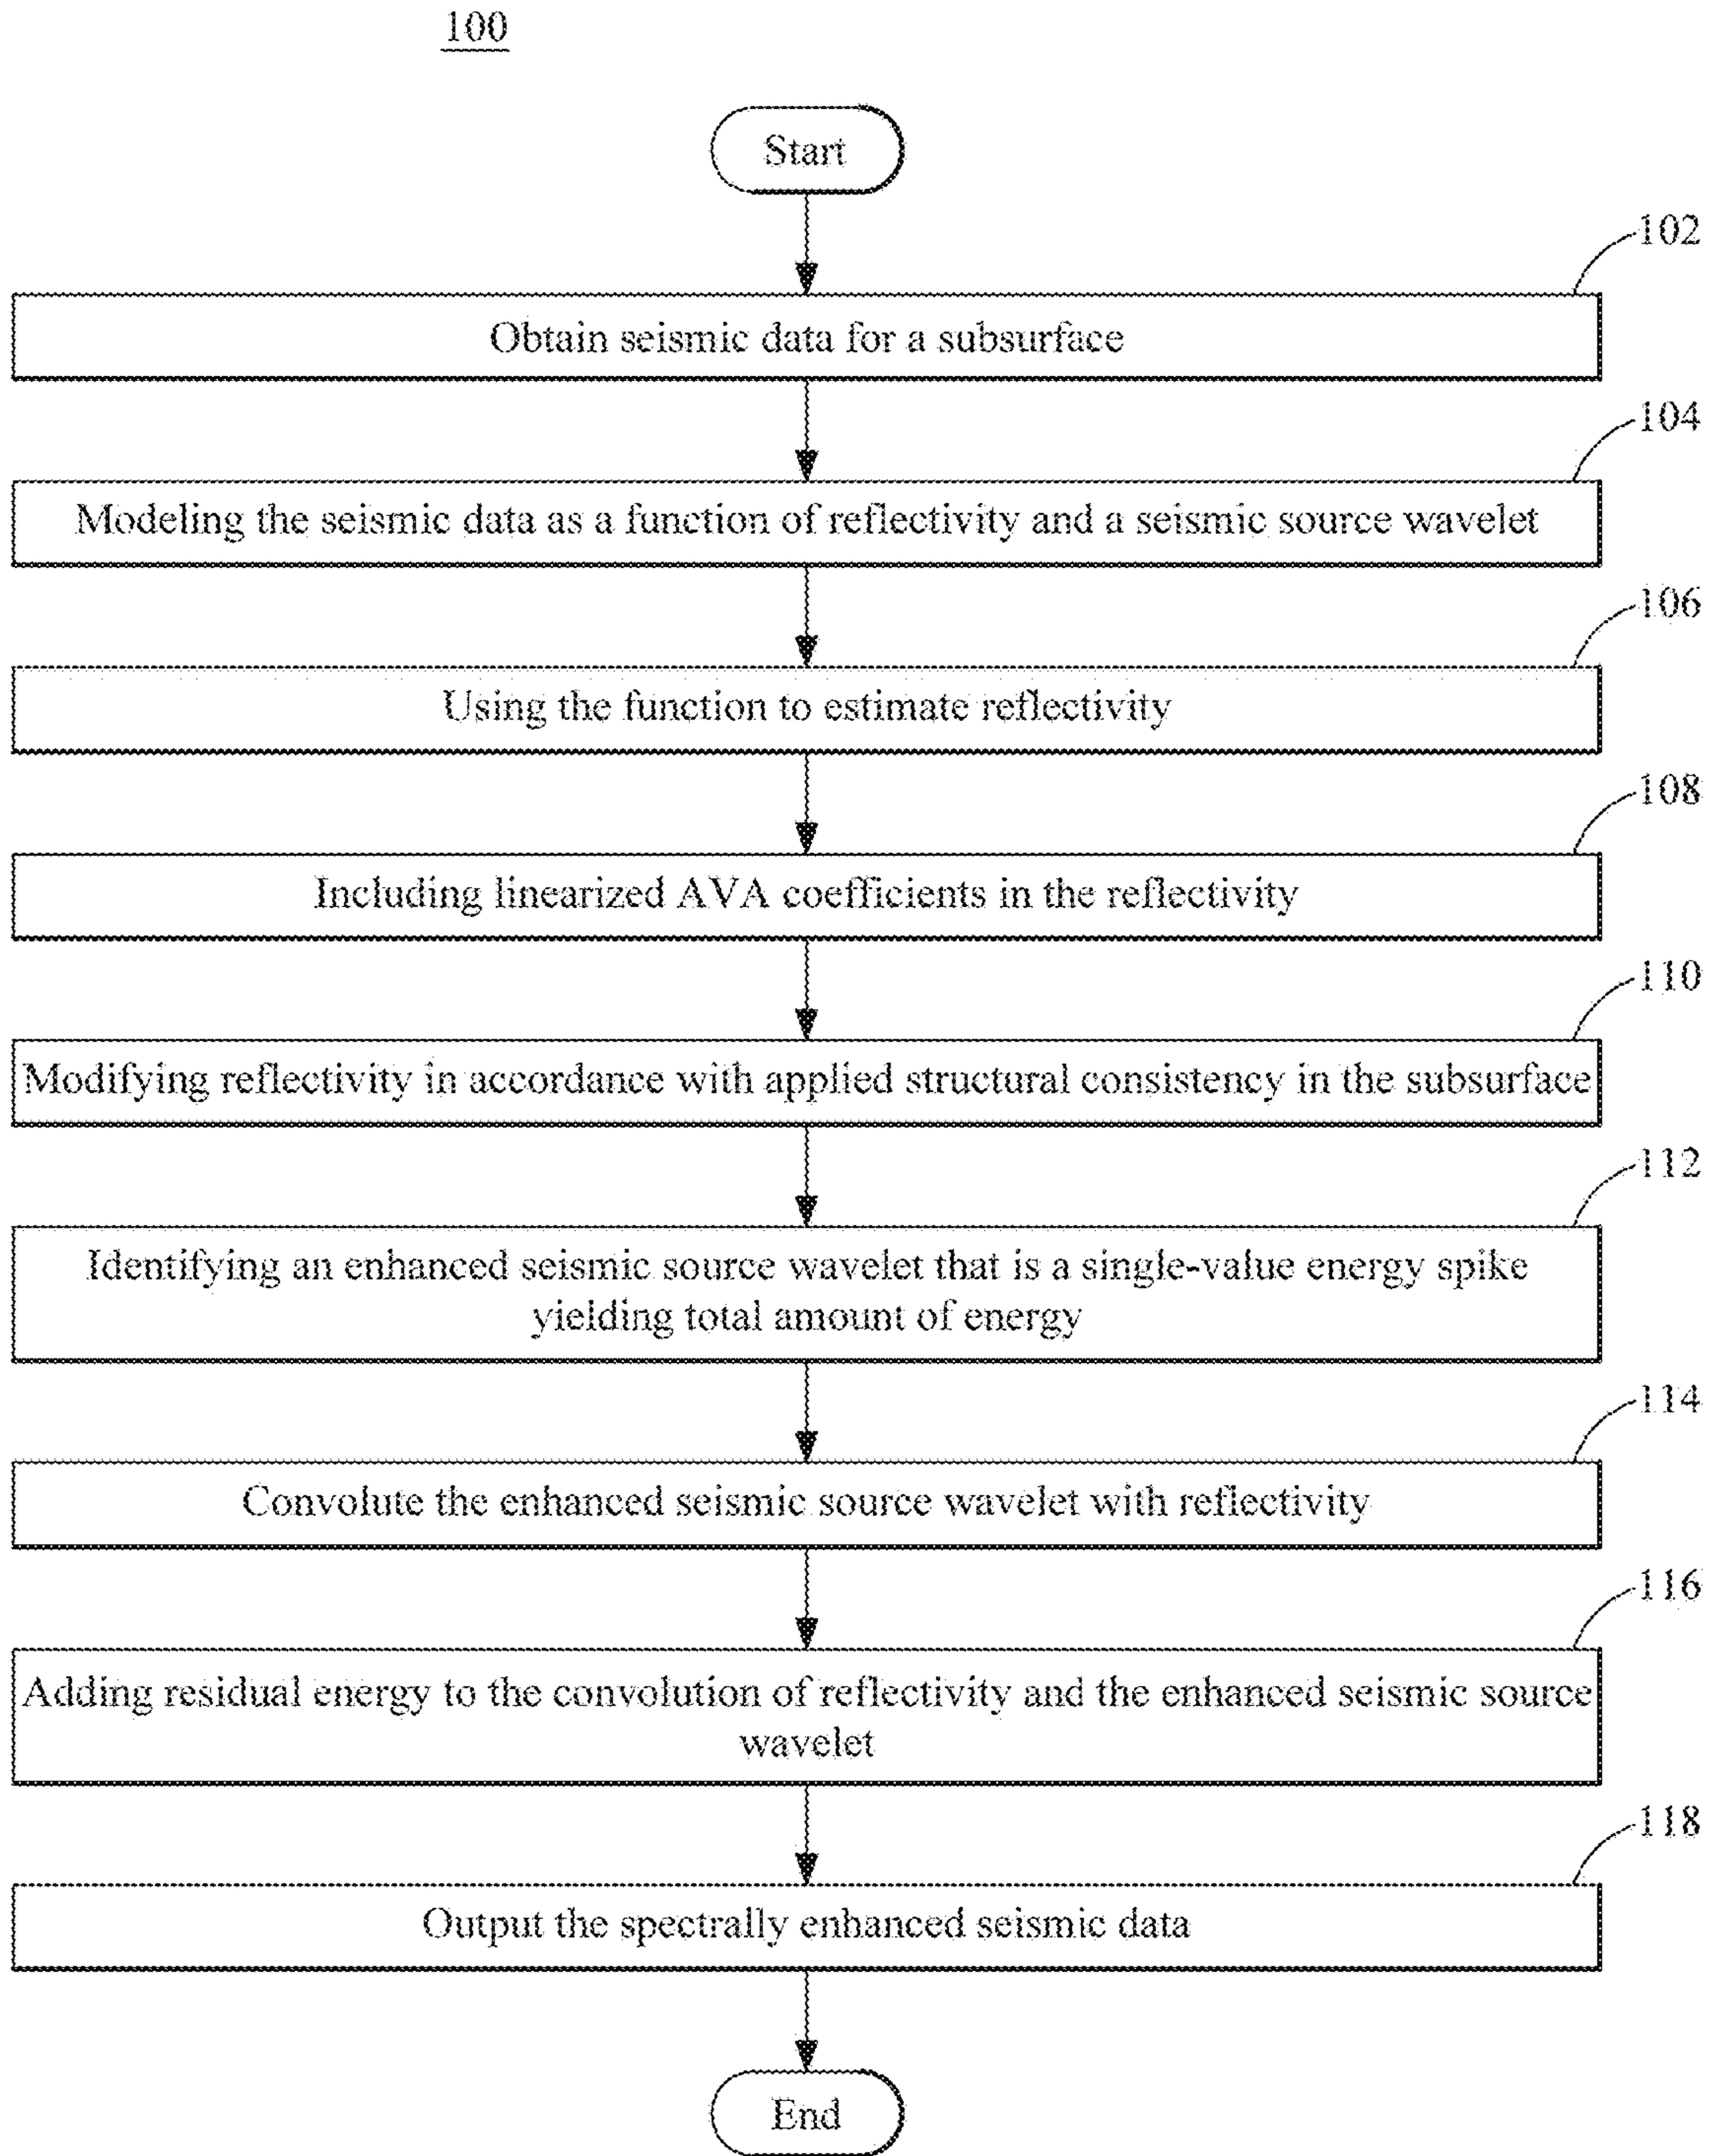 100
Start
102
Obtain seismic data for a subsurface
104
Modeling the seismic data as a function of reflectivity and a seismic source wavelet
106
Using the function to estimate reflectivity
108
Including linearized AVA coefficients in the reflectivity
110
Modifying reflectivity in accordance with applied structural consistency in the subsurface
112
Identifying an enhanced seismic source wavelet that is a single-value energy spike
yielding total amount of energy
114
Convolute the enhanced seismic source wavelet with reflectivity
116
Adding residual energy to the convolution of reflectivity and the enhanced seismic source
wavelet
118
Output the spectrally enhanced seismic data
End